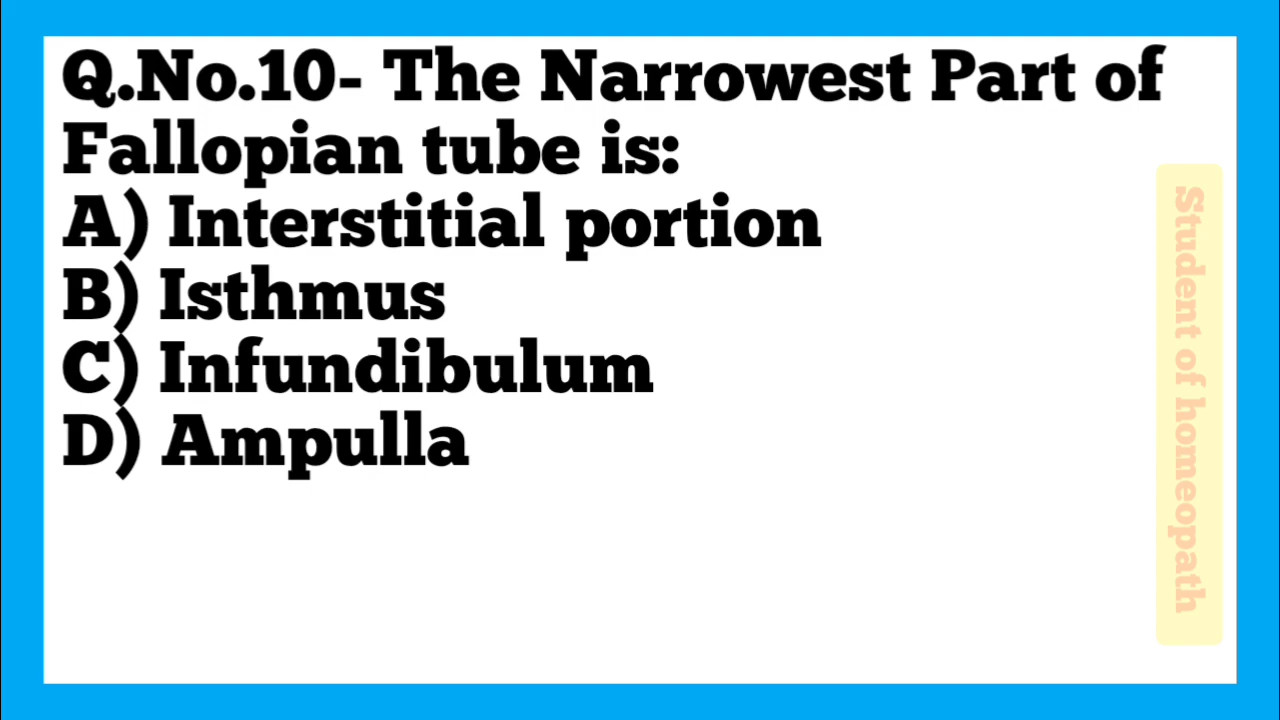 Q.No.10- The Narrowest Part of
Fallopian tube is:
A) Interstitial portion
B) Isthmus
C) Infundibulum
D) Ampulla
Student of homeopath